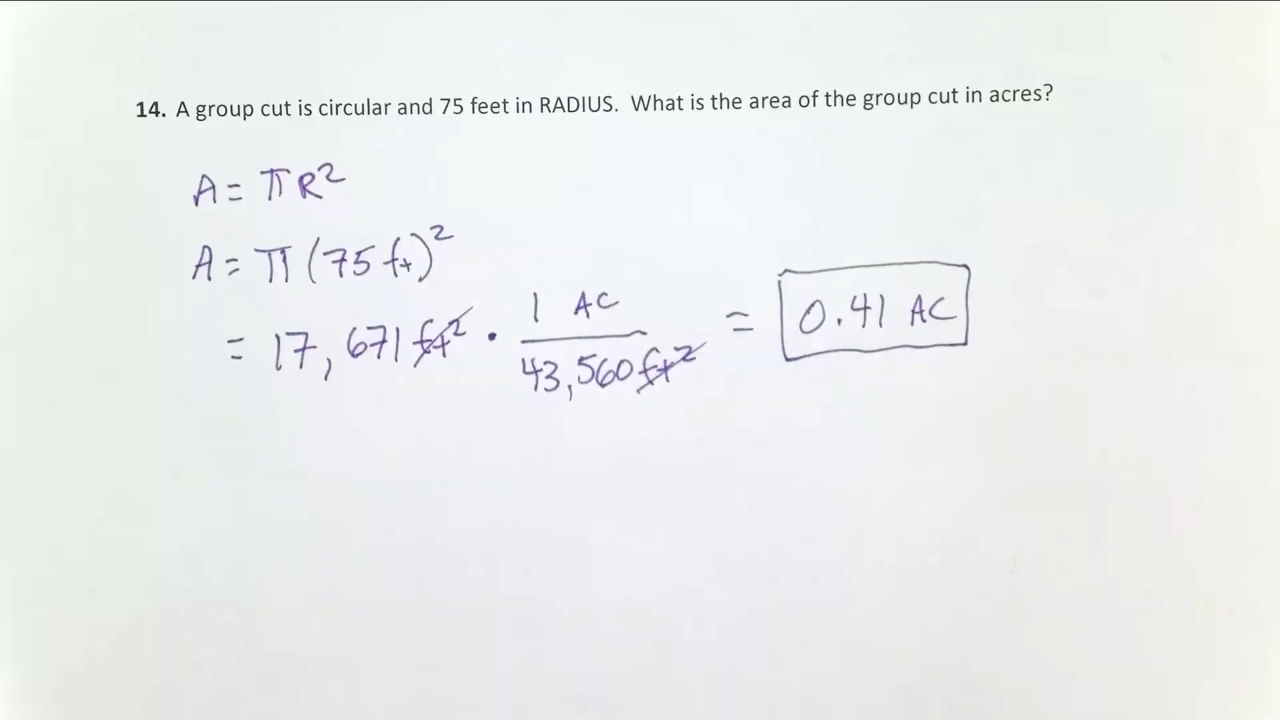 14. A group cut is circular and 75 feet in RADIUS. What is the area of the group cut in acres?
A = πR²
A = π(75 ft)²
= 17,671 ft² · 1 AC / 43,560 ft² = 0.41 AC